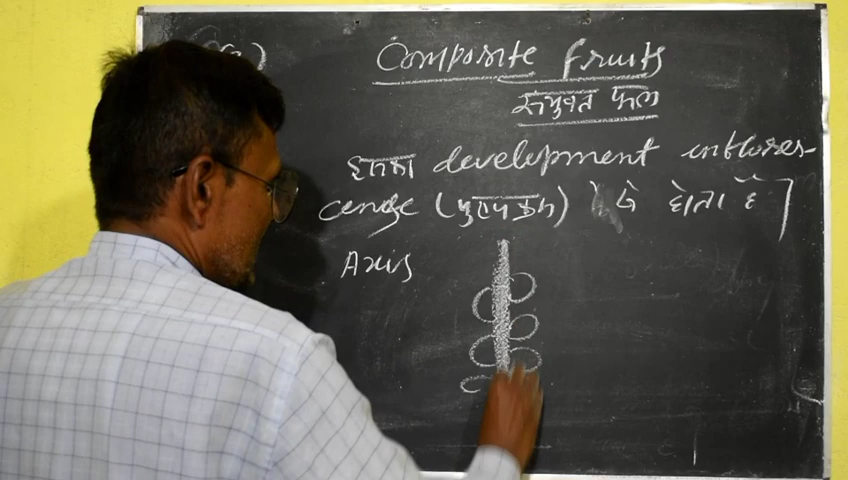 Composite fruits
संयुक्त फल
इनका development inflores-
cence (पुष्पक्रम) से होता है
Axis